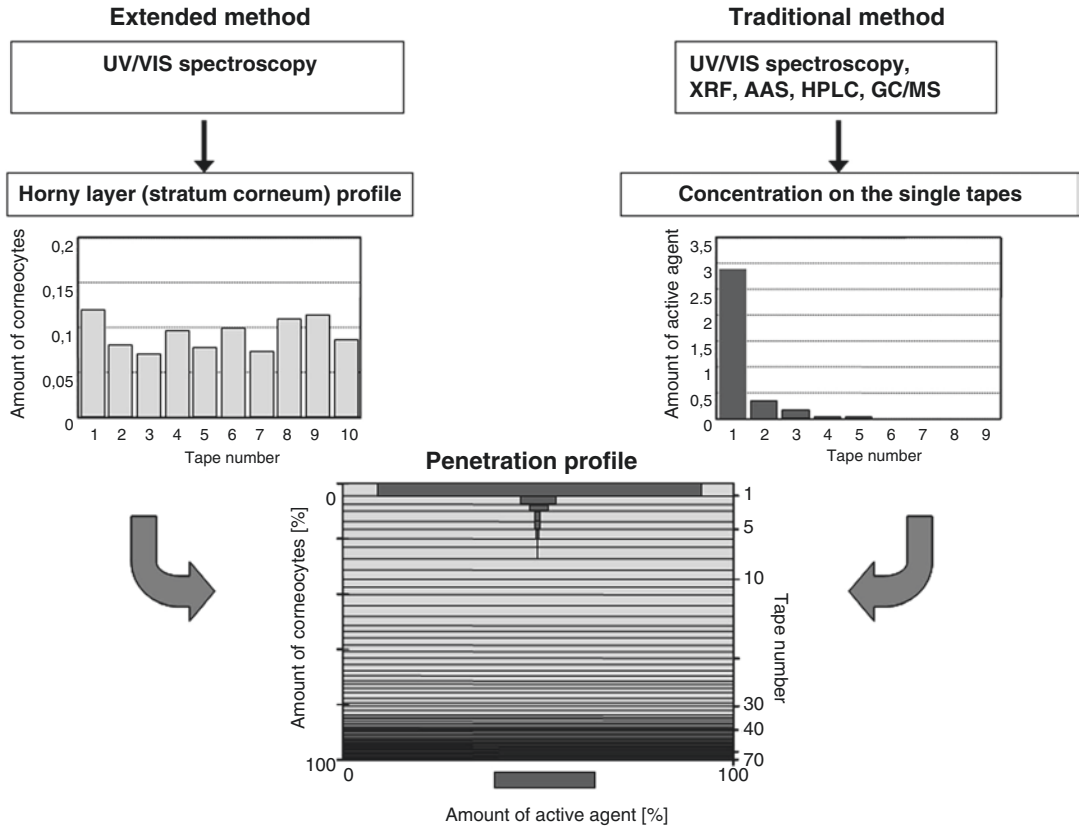 Extended method
UV/VIS spectroscopy
Horny layer (stratum corneum) profile
Amount of corneocytes
0,2
0,15
0,1
0,05
0
1 2 3 4 5 6 7 8 9 10
Tape number
Traditional method
UV/VIS spectroscopy,
XRF, AAS, HPLC, GC/MS
Concentration on the single tapes
Amount of active agent
3,5
3
2.5
2
1,5
1
0,5
0
1 2 3 4 5 6 7 8 9
Tape number
Penetration profile
Amount of corneocytes [%]
0
100
1
5
10
30
40
70
Tape number
0 100
Amount of active agent [%]